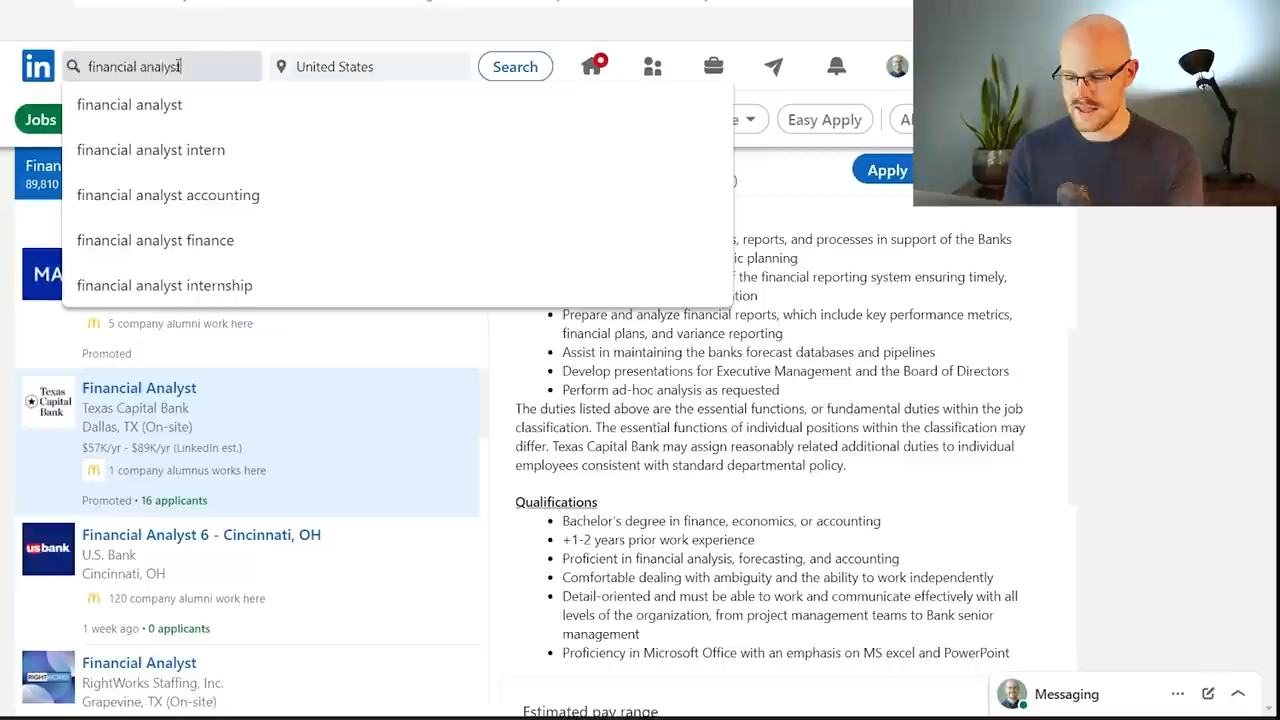 in
financial analyst
United States
Search
financial analyst
financial analyst intern
financial analyst accounting
financial analyst finance
financial analyst internship
Jobs
Easy Apply
Finan
89,810
Apply
MA
5 company alumni work here
Promoted
Texas
Capital
Bank
Financial Analyst
Texas Capital Bank
Dallas, TX (On-site)
$57K/yr - $89K/yr (LinkedIn est.)
1 company alumnus works here
Promoted • 16 applicants
usbank
Financial Analyst 6 - Cincinnati, OH
U.S. Bank
Cincinnati, OH
120 company alumni work here
1 week ago • 0 applicants
RIGHTWORKS
Financial Analyst
RightWorks Staffing, Inc.
Grapevine, TX (On-site)
s, reports, and processes in support of the Banks
ic planning
f the financial reporting system ensuring timely,
ation
• Prepare and analyze financial reports, which include key performance metrics,
financial plans, and variance reporting
• Assist in maintaining the banks forecast databases and pipelines
• Develop presentations for Executive Management and the Board of Directors
• Perform ad-hoc analysis as requested
The duties listed above are the essential functions, or fundamental duties within the job
classification. The essential functions of individual positions within the classification may
differ. Texas Capital Bank may assign reasonably related additional duties to individual
employees consistent with standard departmental policy.
Qualifications
• Bachelor's degree in finance, economics, or accounting
• +1-2 years prior work experience
• Proficient in financial analysis, forecasting, and accounting
• Comfortable dealing with ambiguity and the ability to work independently
• Detail-oriented and must be able to work and communicate effectively with all
levels of the organization, from project management teams to Bank senior
management
• Proficiency in Microsoft Office with an emphasis on MS excel and PowerPoint
Estimated pay range
Messaging